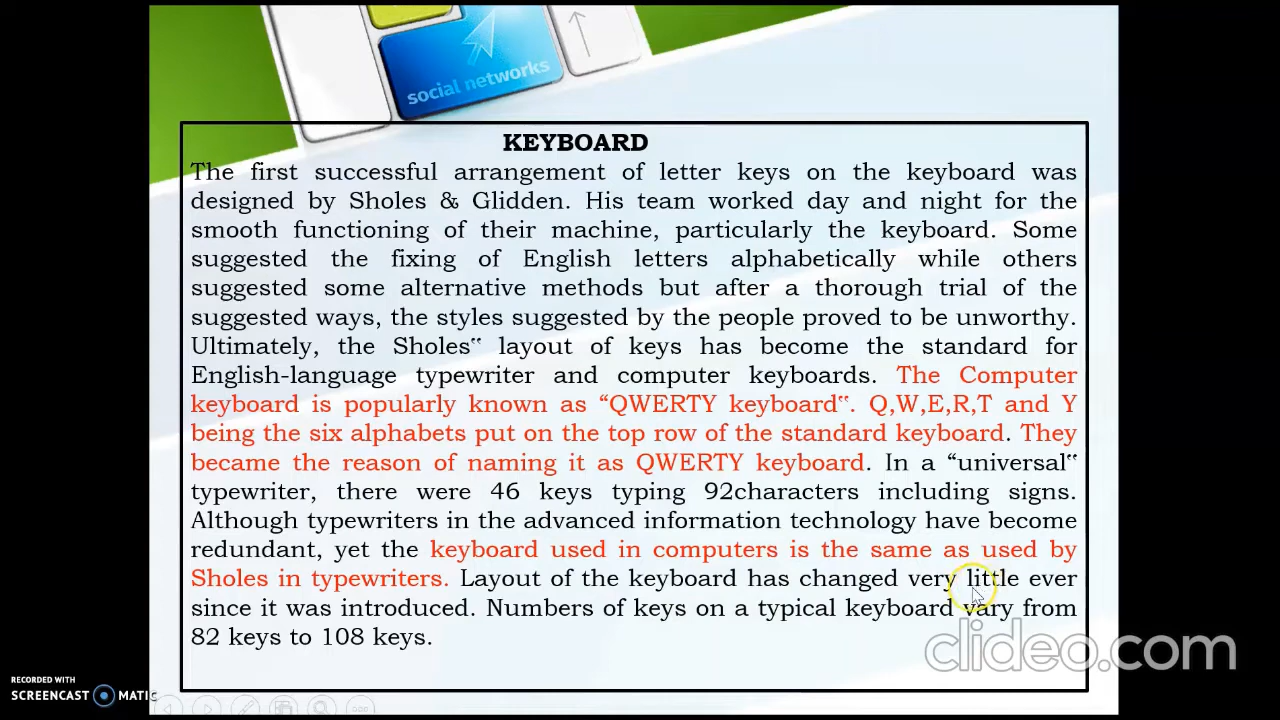 social networks
KEYBOARD
The first successful arrangement of letter keys on the keyboard was
designed by Sholes & Glidden. His team worked day and night for the
smooth functioning of their machine, particularly the keyboard. Some
suggested the fixing of English letters alphabetically while others
suggested some alternative methods but after a thorough trial of the
suggested ways, the styles suggested by the people proved to be unworthy.
Ultimately, the Sholes‟ layout of keys has become the standard for
English-language typewriter and computer keyboards. The Computer
keyboard is popularly known as “QWERTY keyboard‟. Q,W,E,R,T and Y
being the six alphabets put on the top row of the standard keyboard. They
became the reason of naming it as QWERTY keyboard. In a “universal‟
typewriter, there were 46 keys typing 92characters including signs.
Although typewriters in the advanced information technology have become
redundant, yet the keyboard used in computers is the same as used by
Sholes in typewriters. Layout of the keyboard has changed very little ever
since it was introduced. Numbers of keys on a typical keyboard vary from
82 keys to 108 keys.
clideo.com
RECORDED WITH
SCREENCAST MATIC